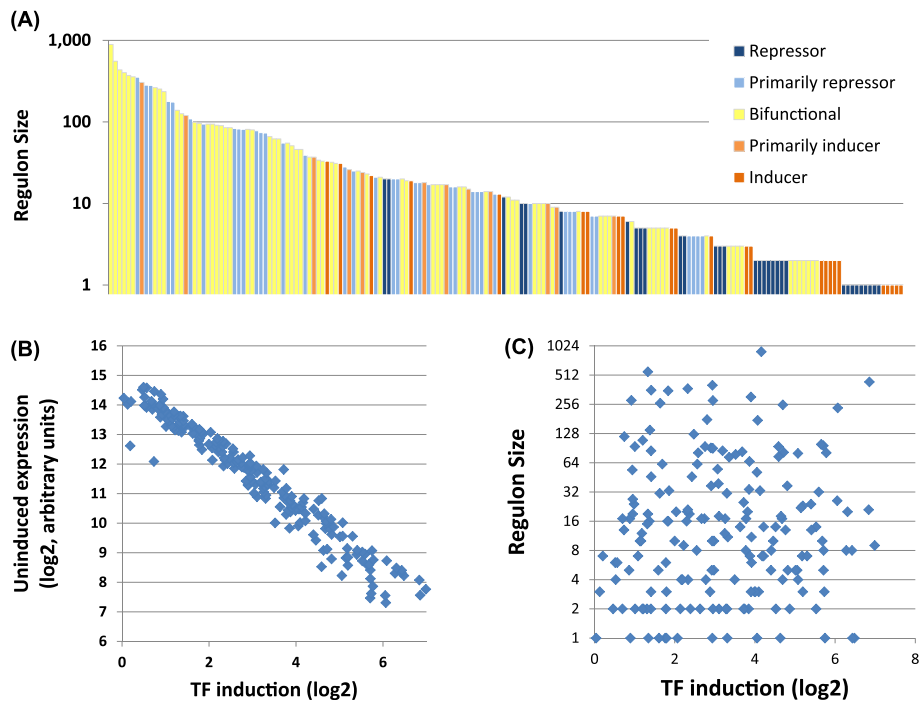 (A)
Regulon Size
1,000
100
10
1
Repressor
Primarily repressor
Bifunctional
Primarily inducer
Inducer
(B)
Uninduced expression
(log2, arbitrary units)
16
15
14
13
12
11
10
9
8
7
6
0 2 4 6
TF induction (log2)
(C)
Regulon Size
1024
512
256
128
64
32
16
8
4
2
1
0 2 4 6 8
TF induction (log2)